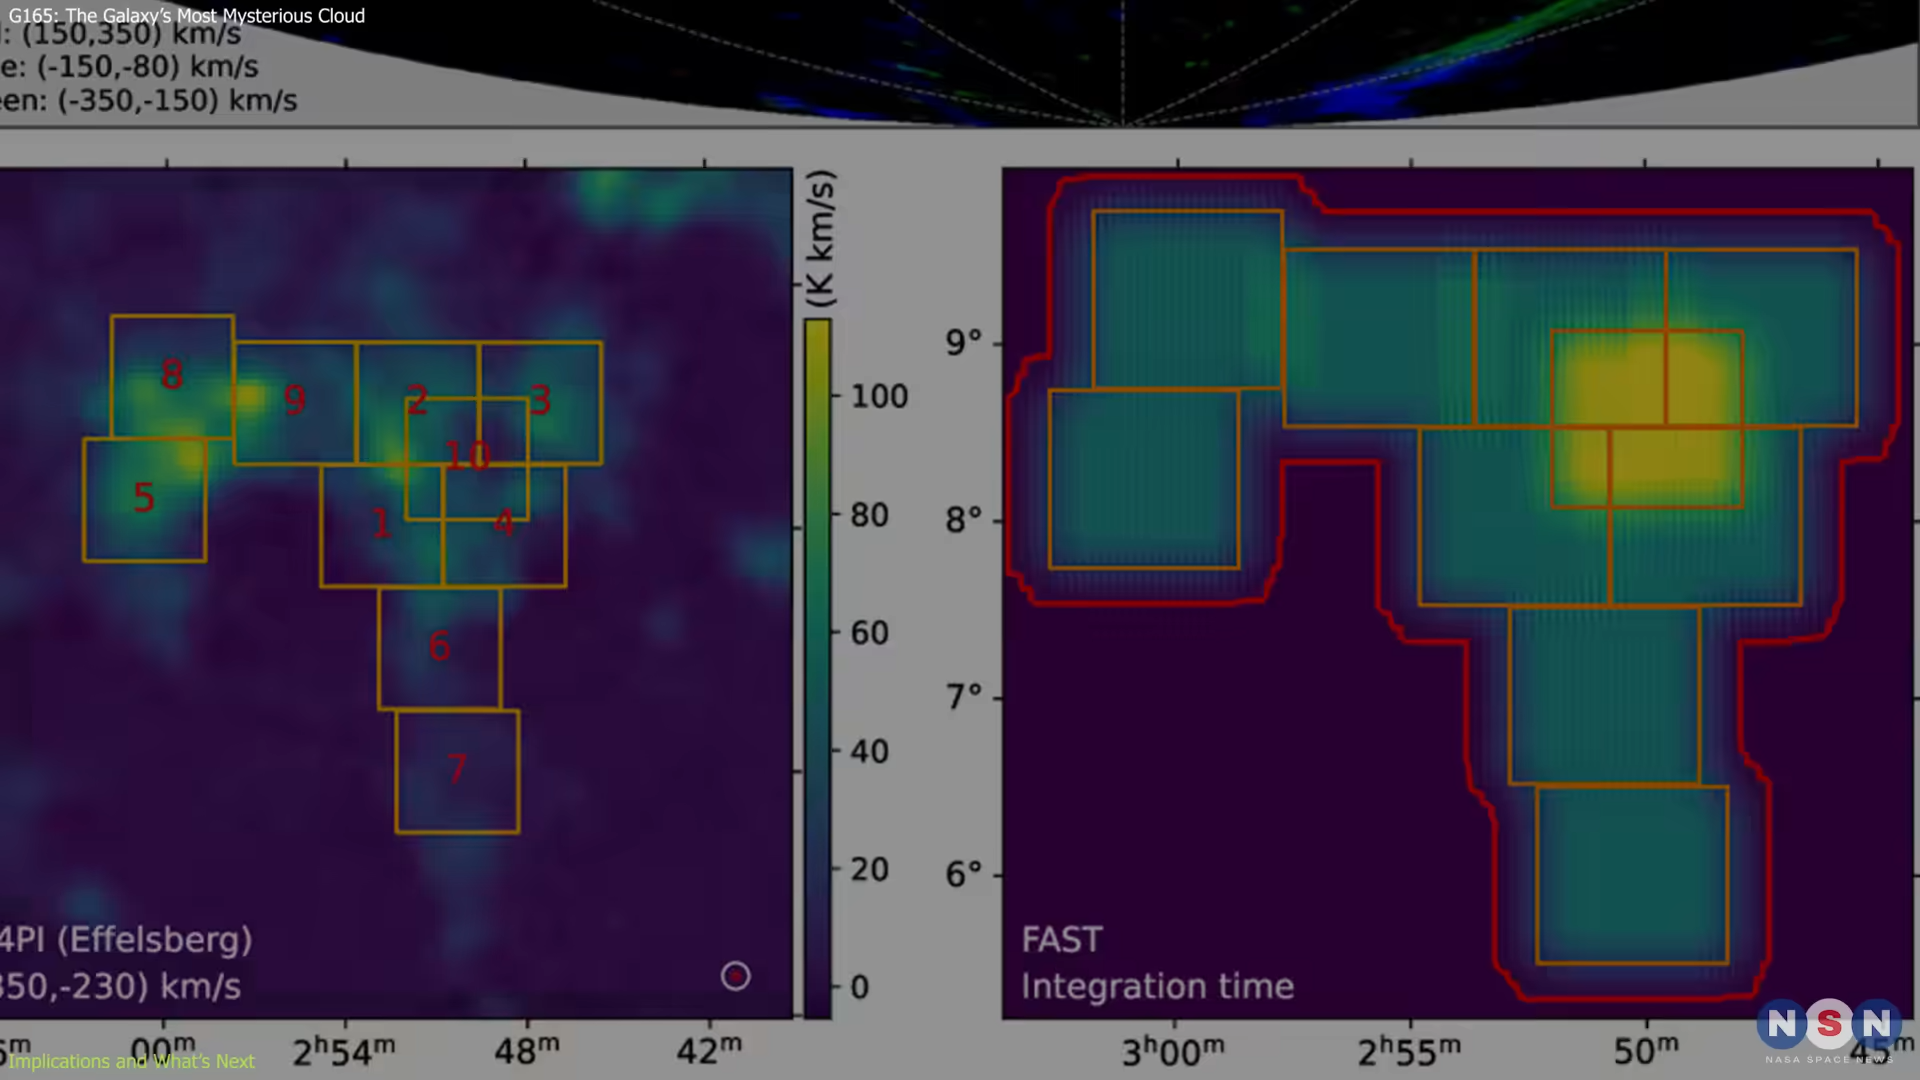 G165: The Galaxy's Most Mysterious Cloud
: (150,350) km/s
e: (-150,-80) km/s
een: (-350,-150) km/s
(K km/s)
100
80
60
40
20
0
8
9
2
3
10
5
1
4
6
7
4PI (Effelsberg)
350,-230) km/s
00ᵐ
2ʰ54ᵐ
48ᵐ
42ᵐ
9°
8°
7°
6°
FAST
Integration time
3ʰ00ᵐ
2ʰ55ᵐ
50ᵐ
45ᵐ
NSN
NASA SPACE NEWS
Implications and What's Next